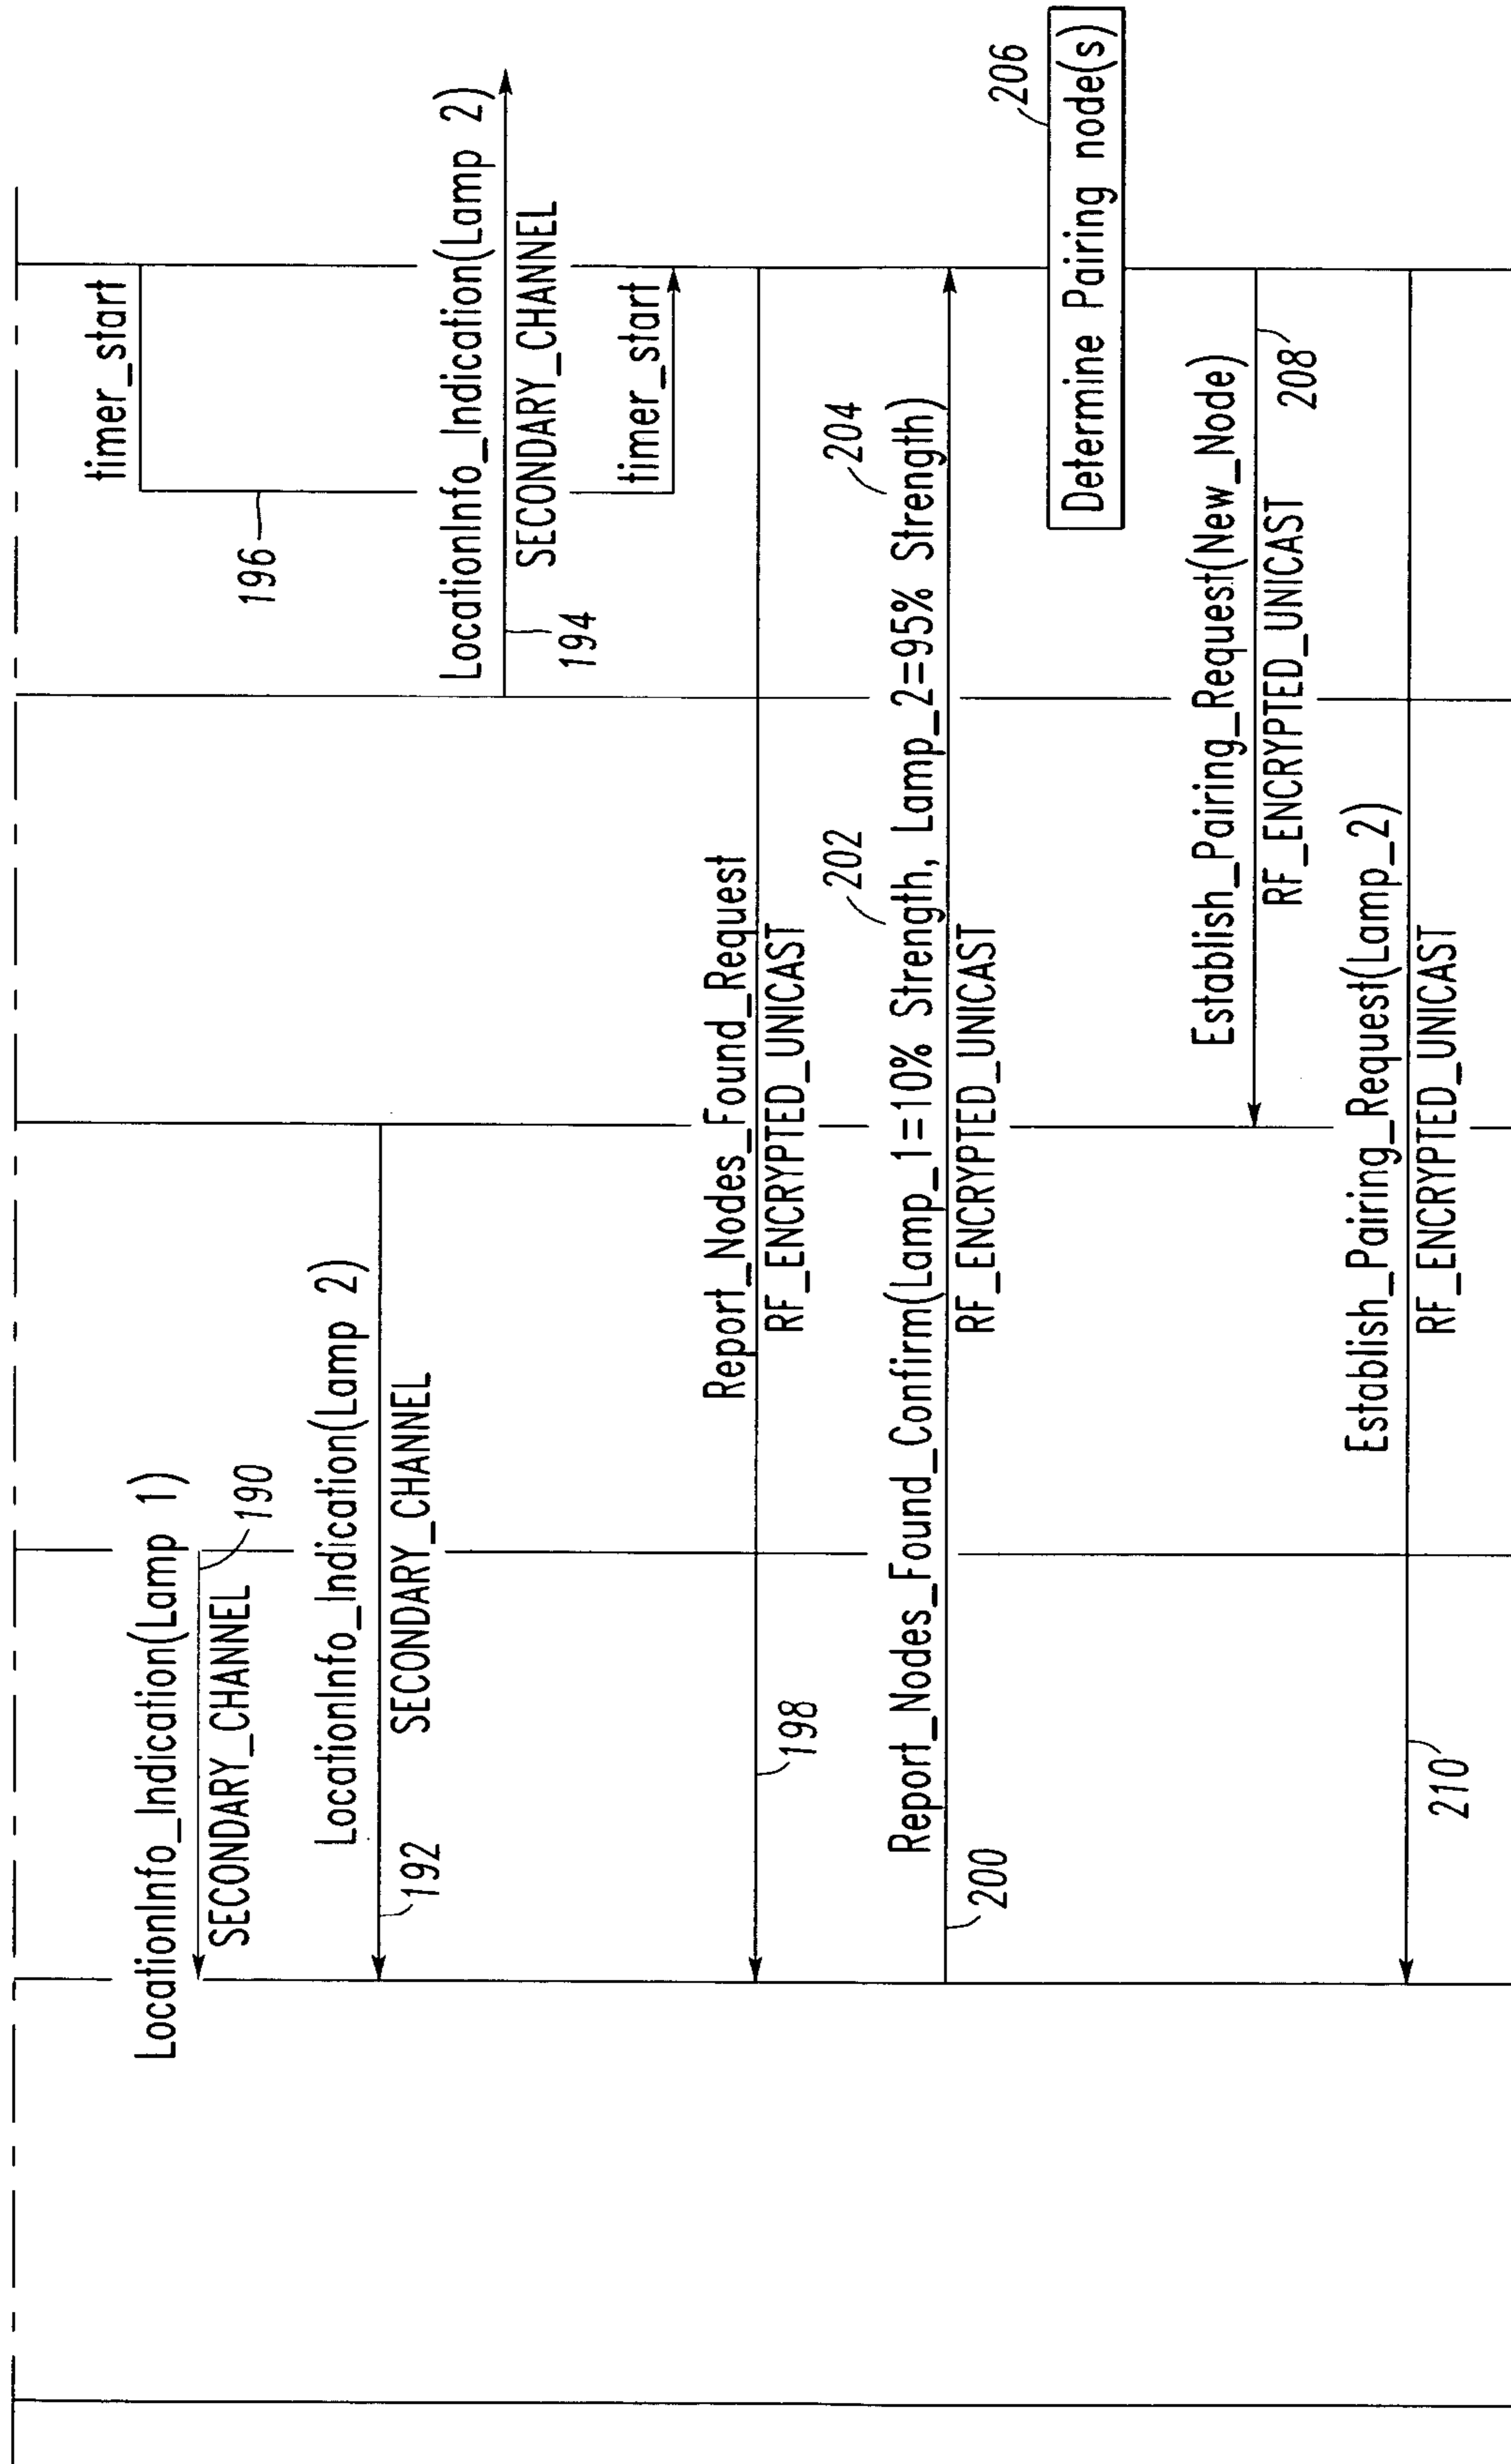 timer_start
196
LocationInfo_Indication(Lamp 1)
190
SECONDARY_CHANNEL
LocationInfo_Indication(Lamp 2)
192
SECONDARY_CHANNEL
LocationInfo_Indication(Lamp 2)
194
SECONDARY_CHANNEL
timer_start
Report_Nodes_Found_Request
198
RF_ENCRYPTED_UNICAST
202
204
Report_Nodes_Found_Confirm(Lamp_1=10% Strength, Lamp_2=95% Strength)
200
RF_ENCRYPTED_UNICAST
206
Determine Pairing node(s)
Establish_Pairing_Request(New_Node)
208
RF_ENCRYPTED_UNICAST
Establish_Pairing_Request(Lamp_2)
210
RF_ENCRYPTED_UNICAST